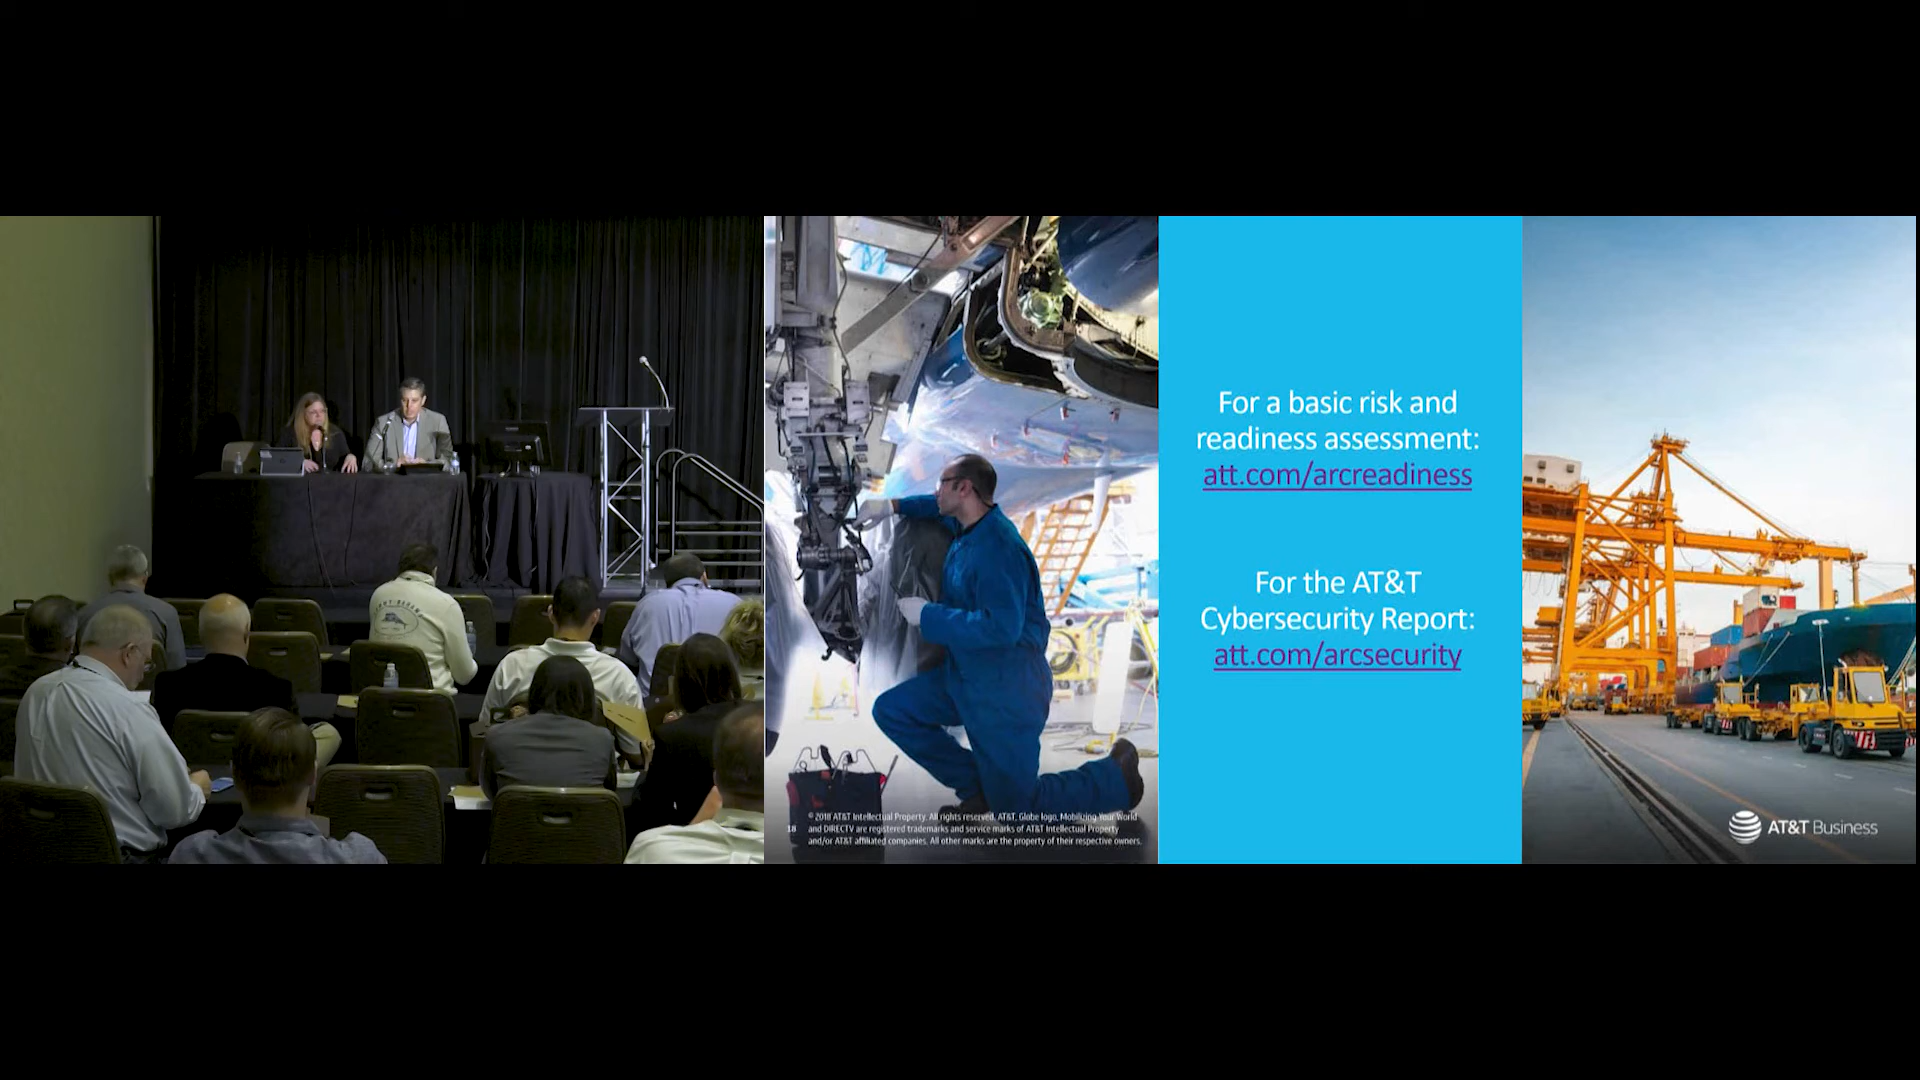 For a basic risk and
readiness assessment:
att.com/arcreadiness
For the AT&T
Cybersecurity Report:
att.com/arcsecurity
18
© 2018 AT&T Intellectual Property. All rights reserved. AT&T, Globe logo, Mobilizing Your World
and DIRECTV are registered trademarks and service marks of AT&T Intellectual Property
and/or AT&T affiliated companies. All other marks are the property of their respective owners.
AT&T Business